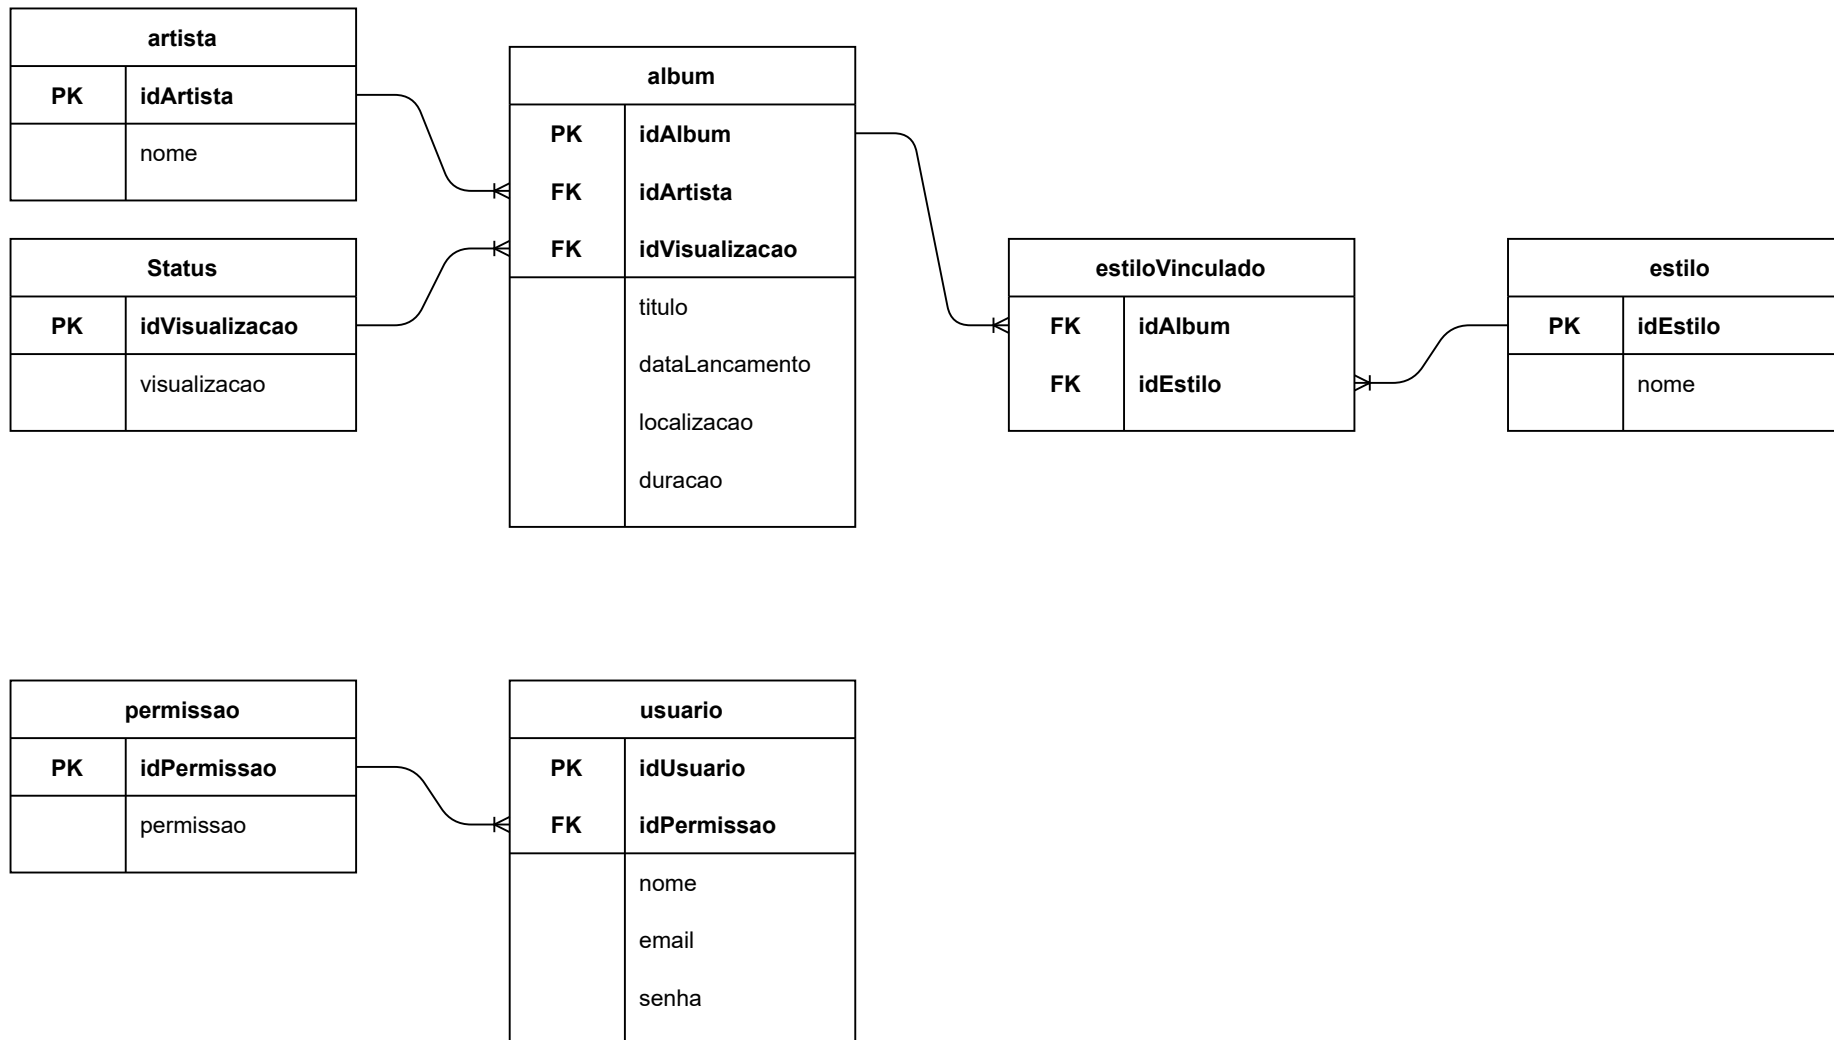 artista
PK idArtista
nome
Status
PK idVisualizacao
visualizacao
album
PK idAlbum
FK idArtista
FK idVisualizacao
titulo
dataLancamento
localizacao
duracao
estiloVinculado
FK idAlbum
FK idEstilo
estilo
PK idEstilo
nome
permissao
PK idPermissao
permissao
usuario
PK idUsuario
FK idPermissao
nome
email
senha